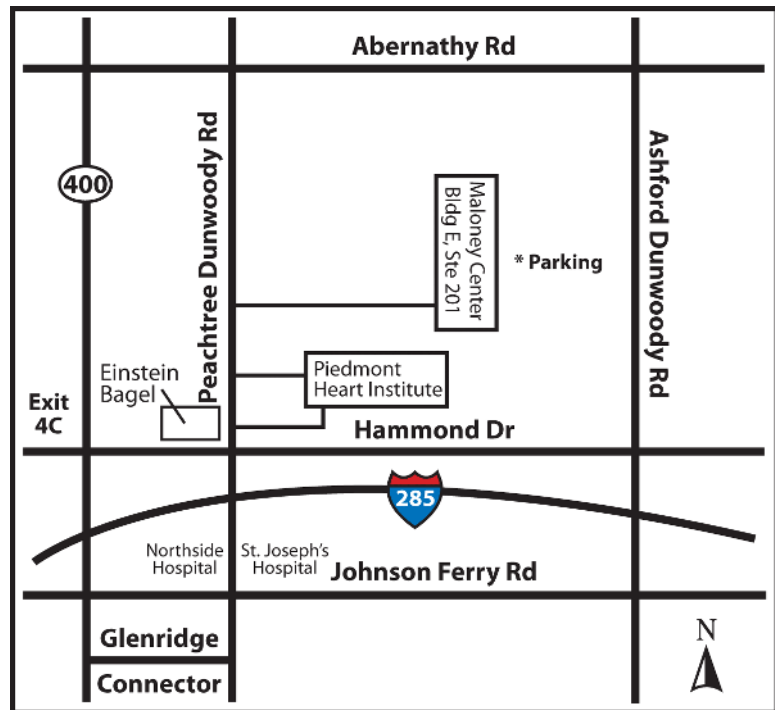 Abernathy Rd
400
Peachtree Dunwoody Rd
Maloney Center
Bldg E, Ste 201
* Parking
Ashford Dunwoody Rd
Einstein
Bagel
Piedmont
Heart Institute
Exit
4C
Hammond Dr
285
Northside
Hospital
St. Joseph's
Hospital
Johnson Ferry Rd
Glenridge
Connector
N